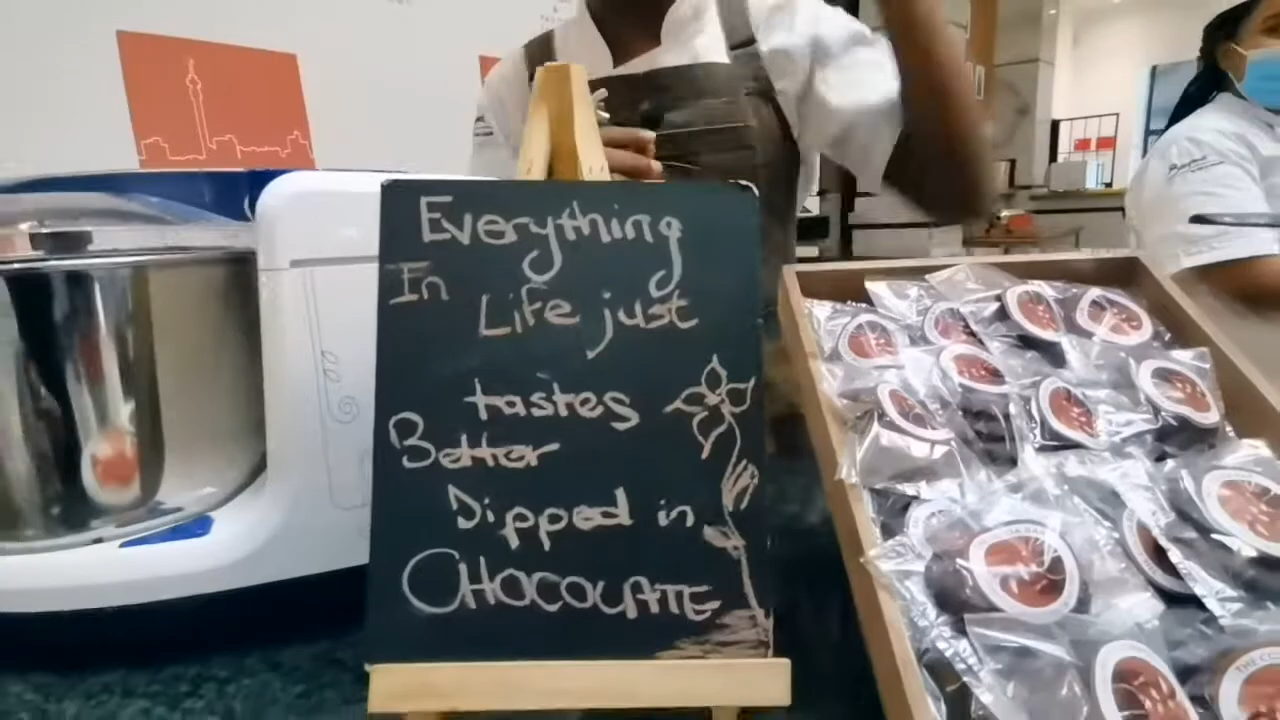 Everything
In Life just
tastes
Better
Dipped in
CHOCOLATE